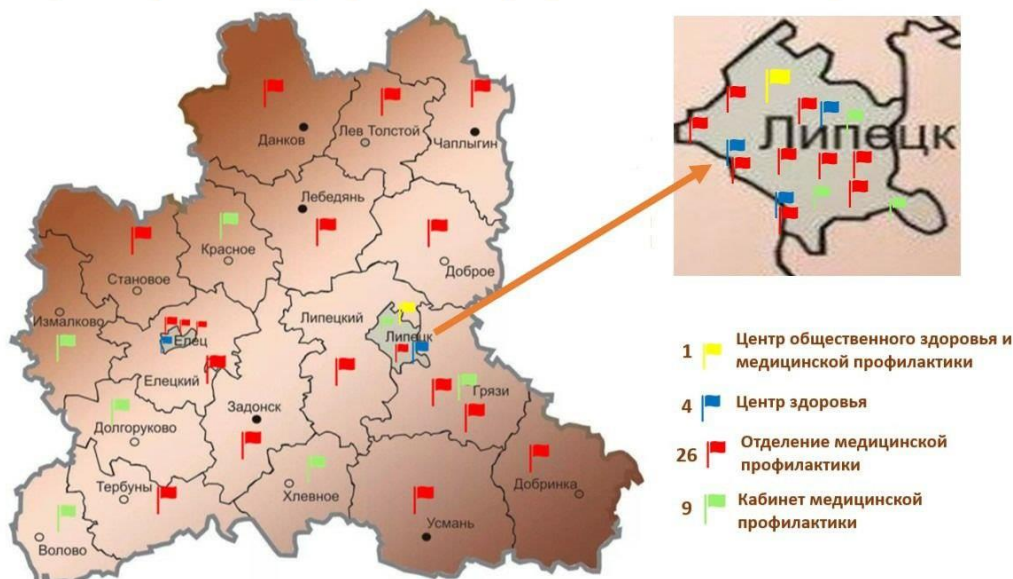 Данков
Лев Толстой
Чаплыгин
Лебедянь
Красное
Становое
Доброе
Измалково
Елец
Липецкий
Липецк
Елецкий
Грязи
Задонск
Долгоруково
Тербуны
Хлевное
Добринка
Усмань
Волово
Липецк
1 Центр общественного здоровья и
медицинской профилактики
4 Центр здоровья
26 Отделение медицинской
профилактики
9 Кабинет медицинской
профилактики